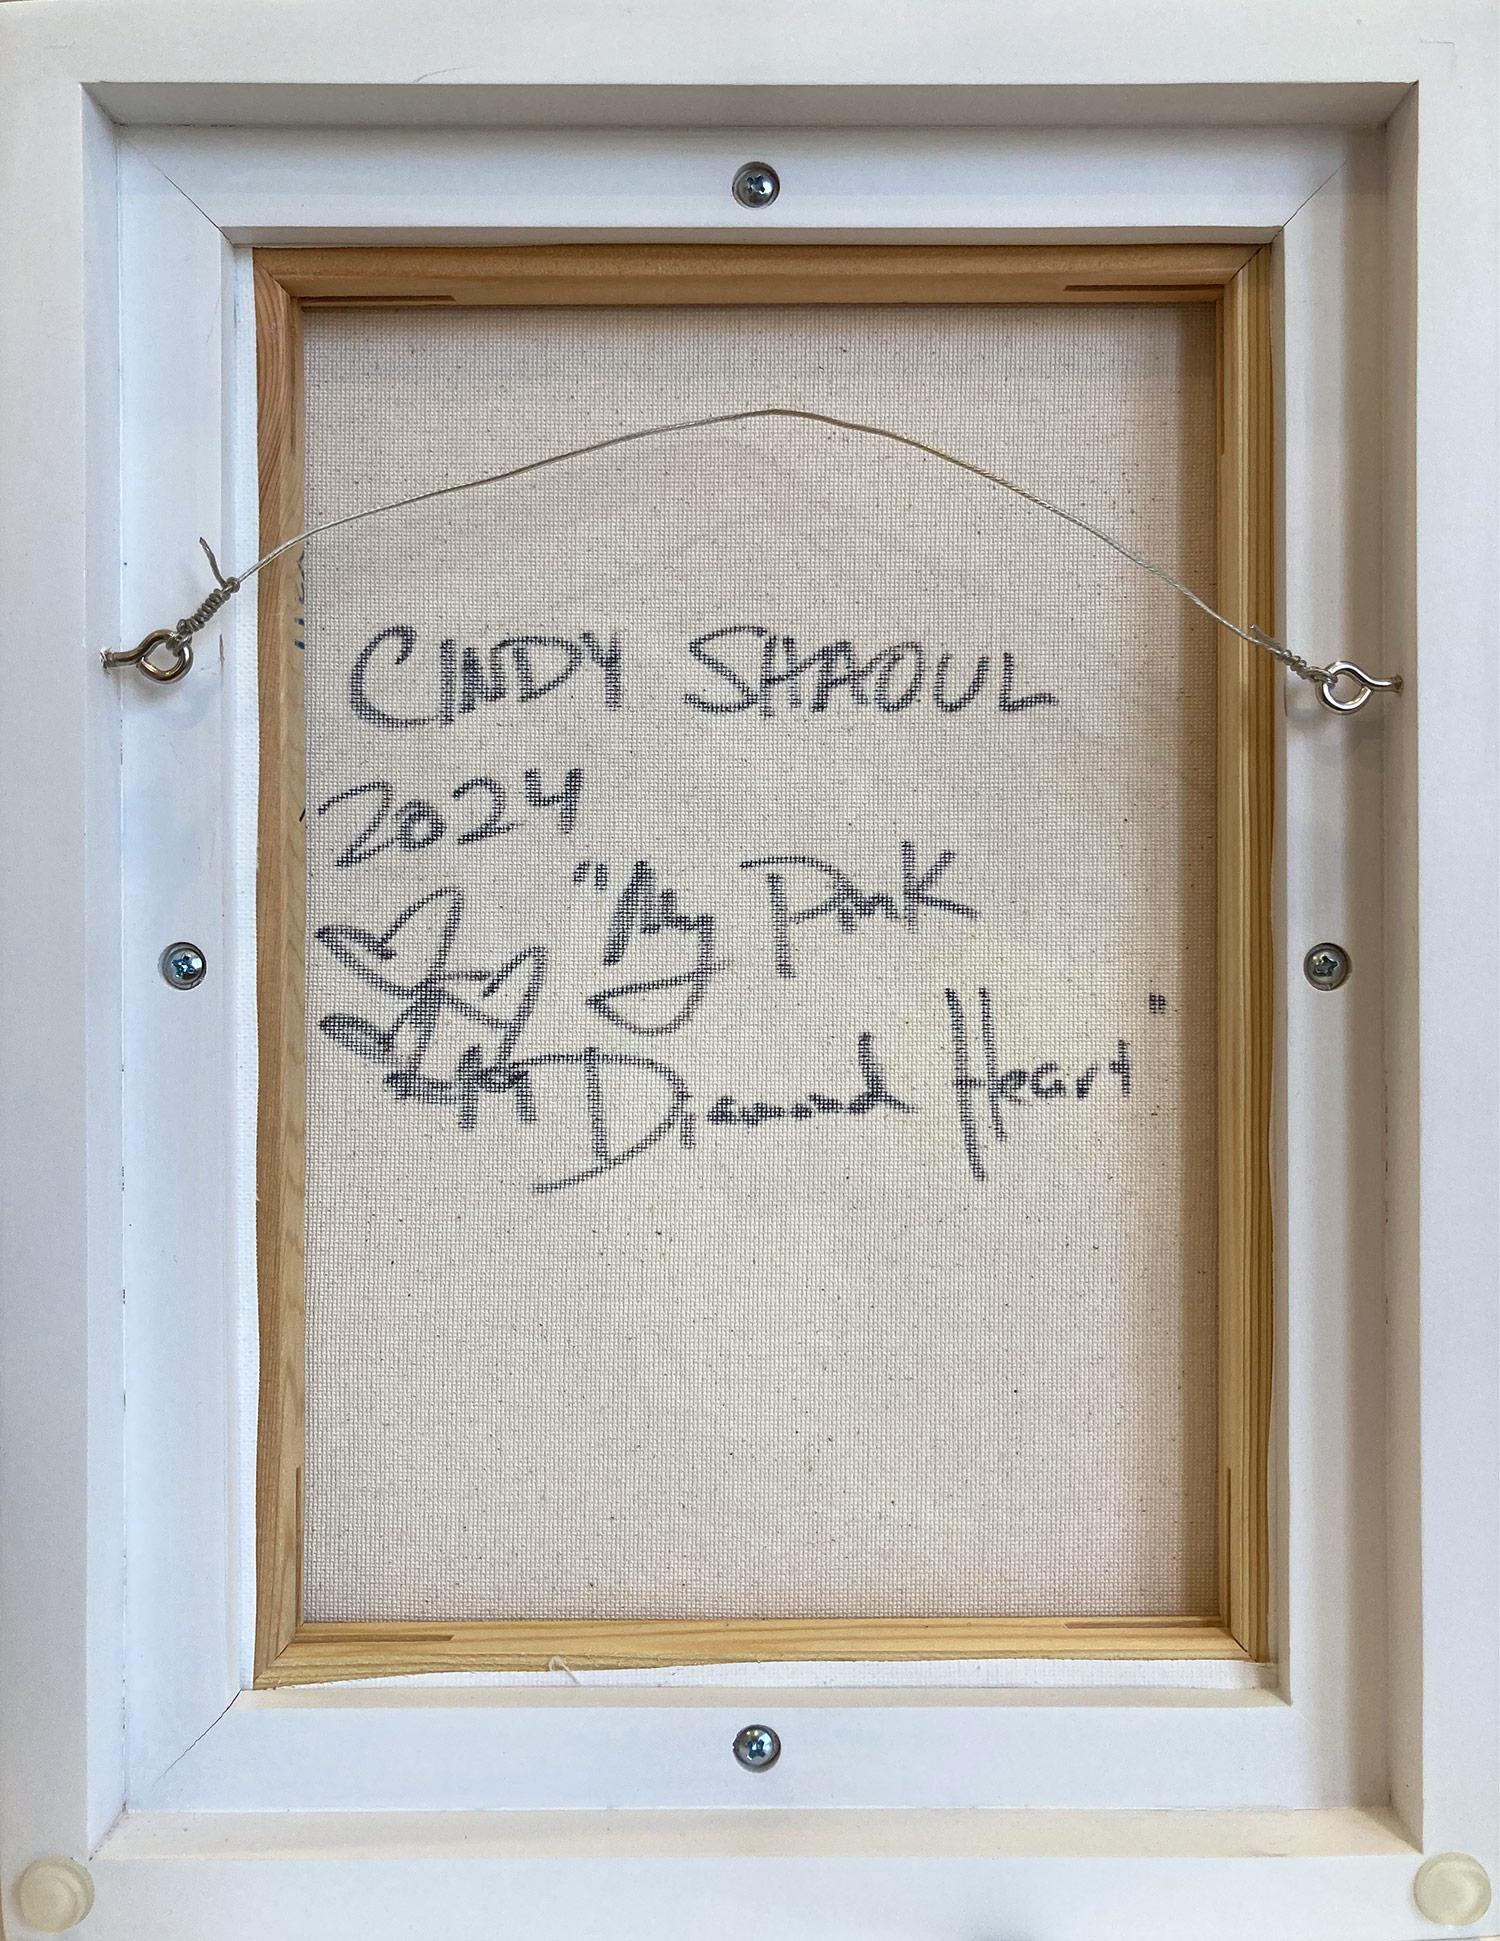 CINDY SHAOUL
2024
"My Pink
Diamond Heart"